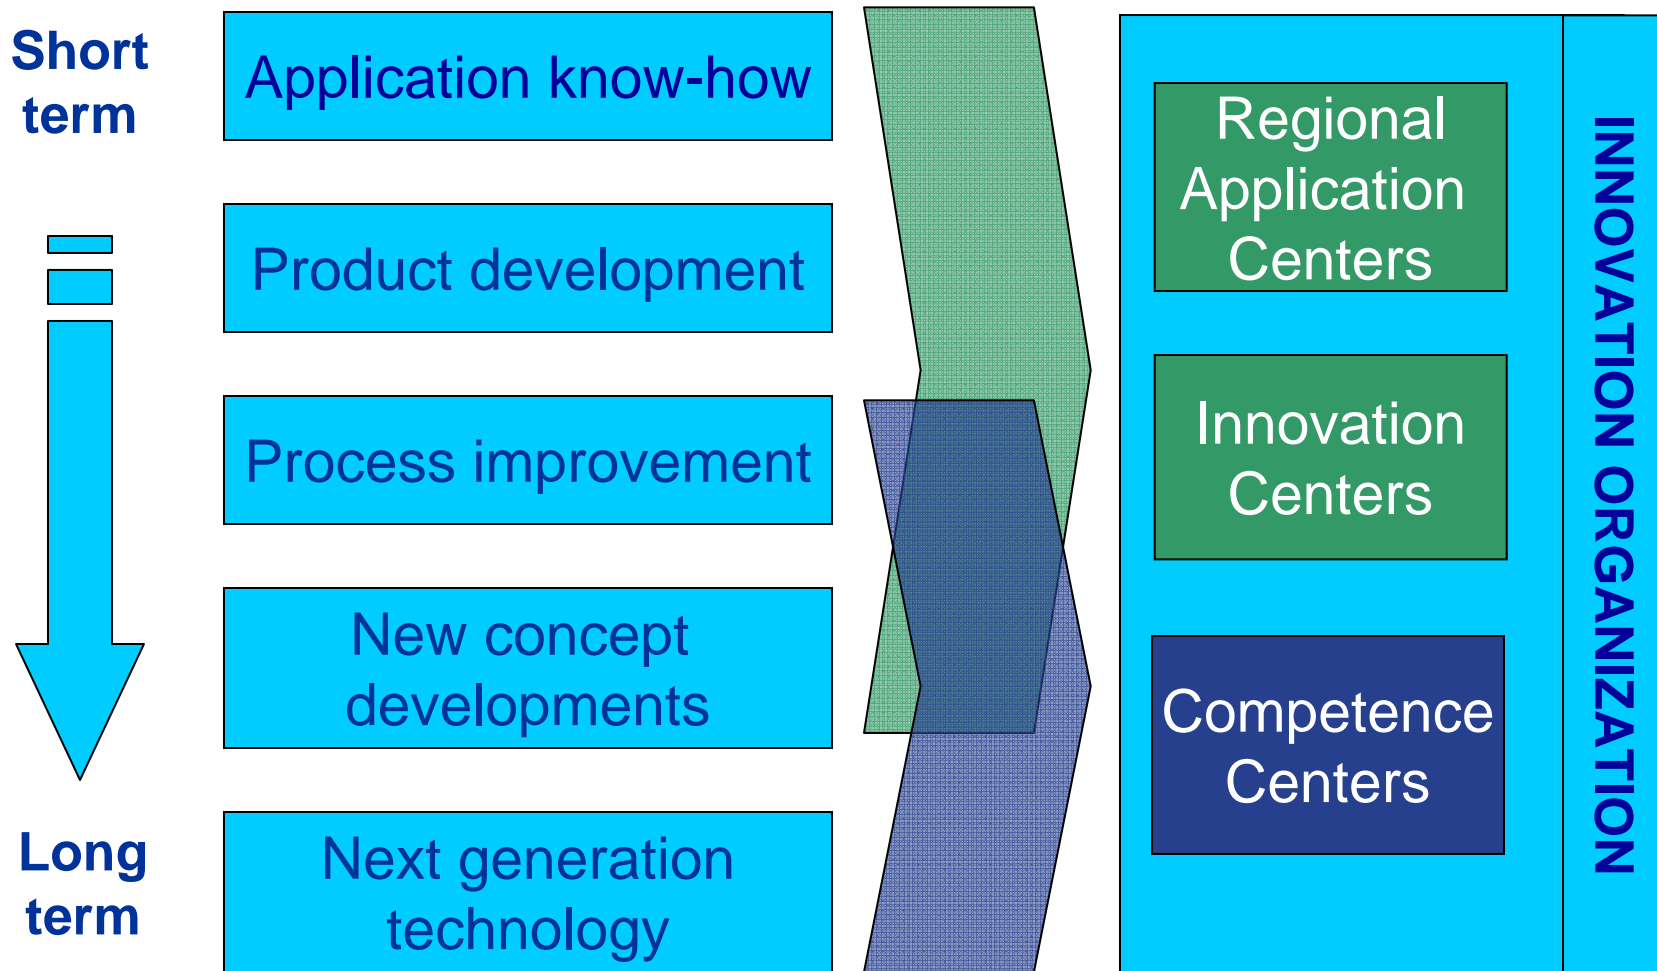 Short
term
Application know-how
Product development
Process improvement
New concept
developments
Long
term
Next generation
technology
Regional
Application
Centers
Innovation
Centers
Competence
Centers
INNOVATION ORGANIZATION